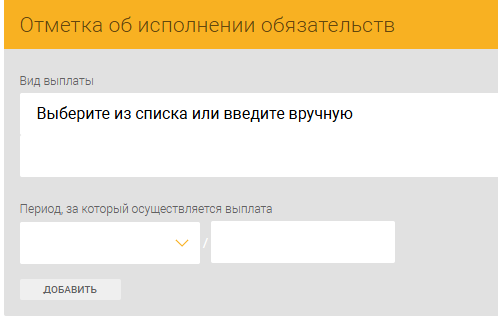 Отметка об исполнении обязательств
Вид выплаты
Выберите из списка или введите вручную
Период, за который осуществляется выплата
/
ДОБАВИТЬ